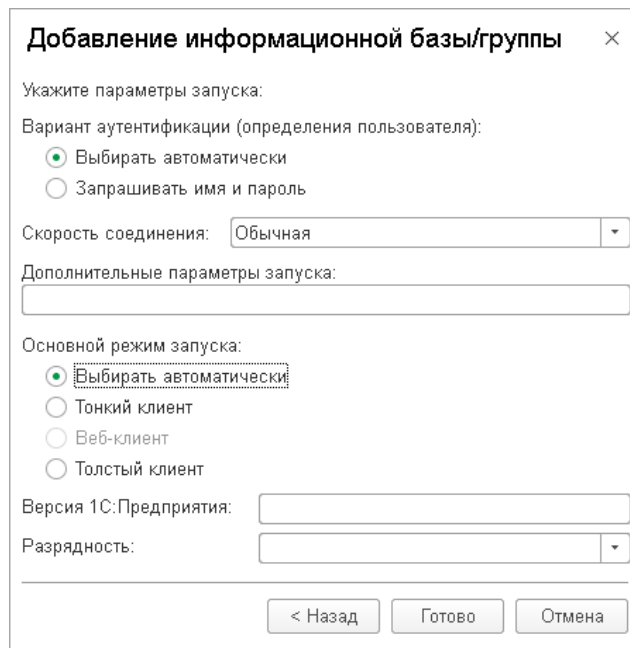 Добавление информационной базы/группы
Укажите параметры запуска:
Вариант аутентификации (определения пользователя):
Выбирать автоматически
Запрашивать имя и пароль
Скорость соединения: Обычная
Дополнительные параметры запуска:
Основной режим запуска:
Выбирать автоматически
Тонкий клиент
Веб-клиент
Толстый клиент
Версия 1С:Предприятия:
Разрядность:
< Назад Готово Отмена